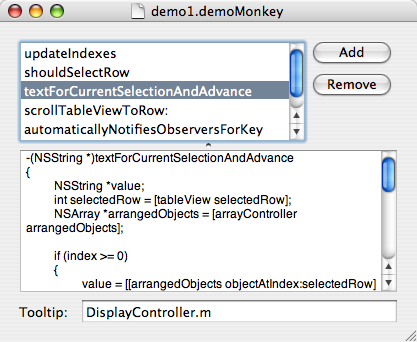 demo1.demoMonkey
updateIndexes
shouldSelectRow
textForCurrentSelectionAndAdvance
scrollTableViewToRow:
automaticallyNotifiesObserversForKey
Add
Remove
-(NSString *)textForCurrentSelectionAndAdvance
{
NSString *value;
int selectedRow = [tableView selectedRow];
NSArray *arrangedObjects = [arrayController
arrangedObjects];
if (index >= 0)
{
value = [[arrangedObjects objectAtIndex:selectedRow]
Tooltip:
DisplayController.m